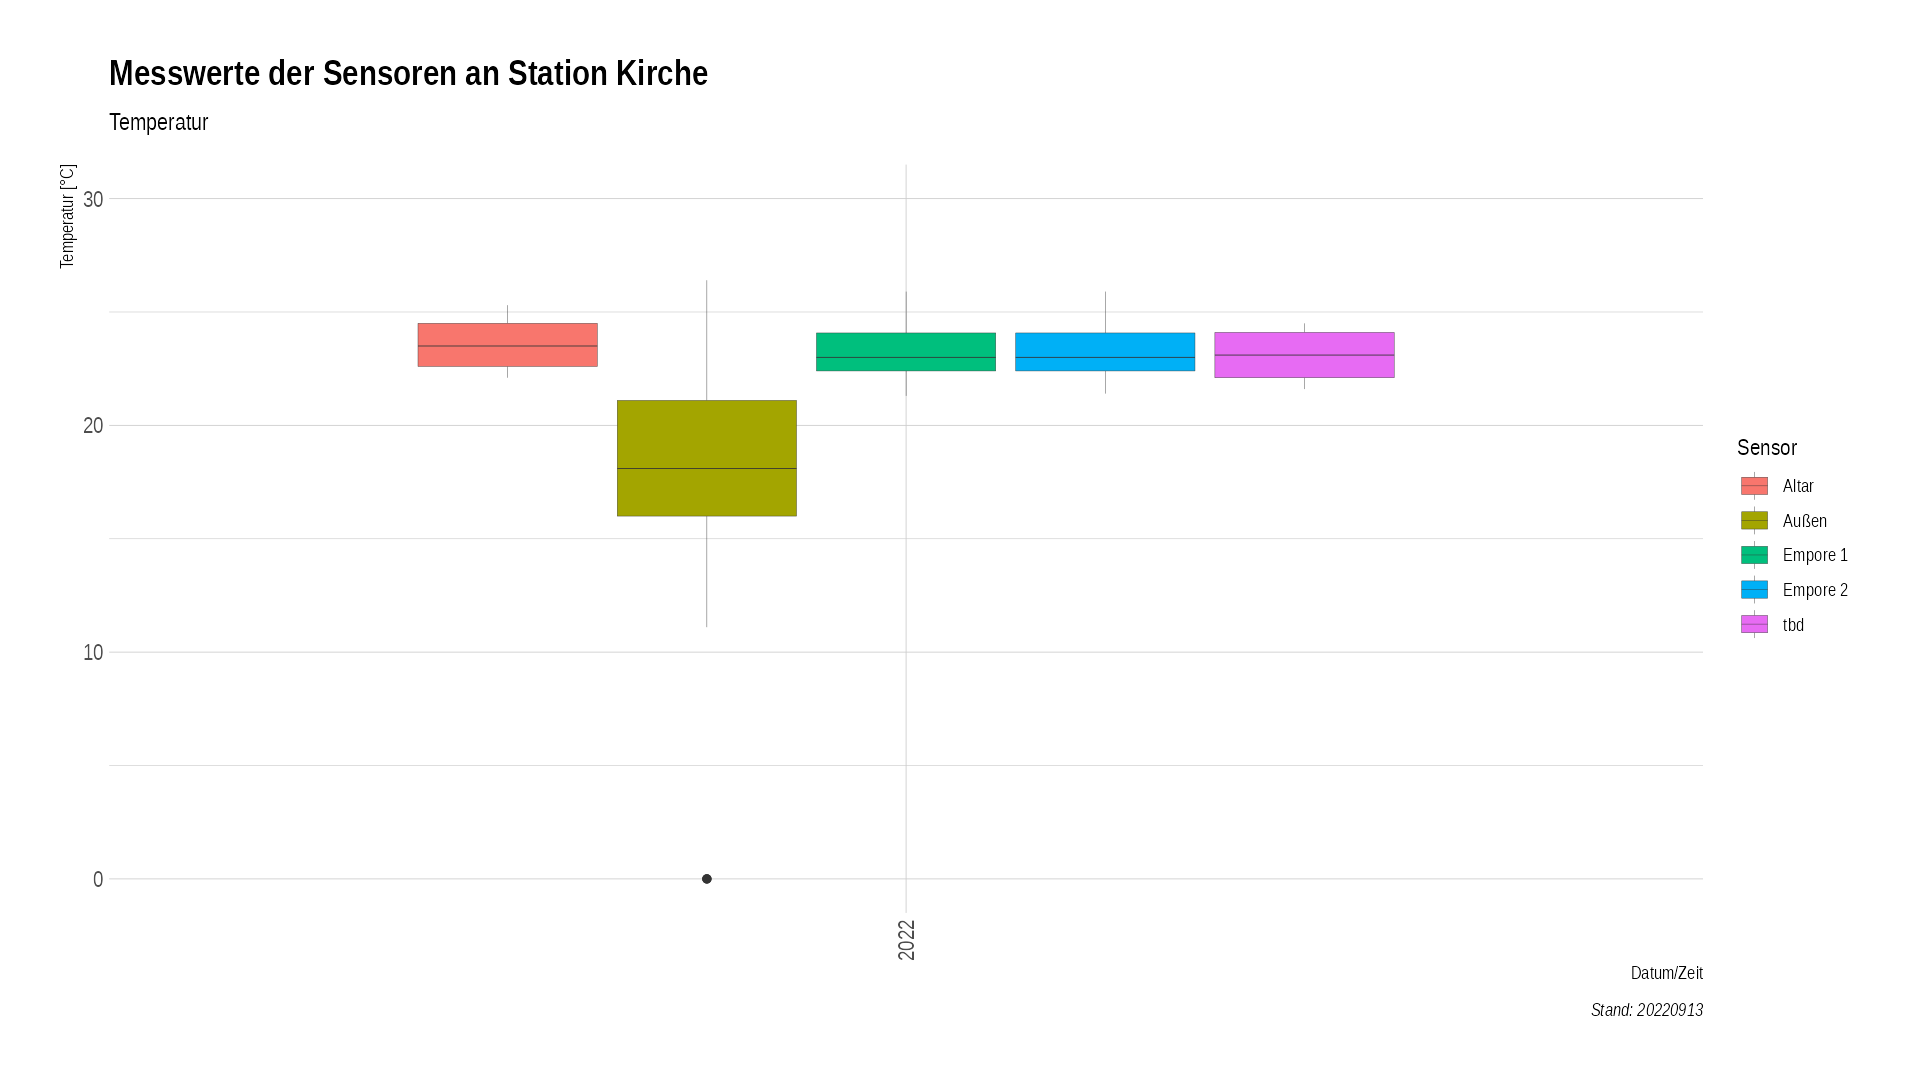 Messwerte der Sensoren an Station Kirche
Temperatur
Temperatur [°C]
30
20
10
0
2022
Datum/Zeit
Stand: 20220913
Sensor
Altar
Außen
Empore 1
Empore 2
tbd